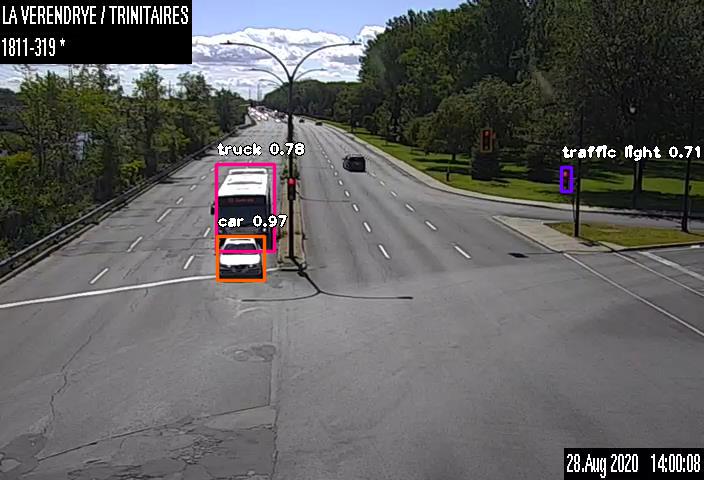 LA VERENDRYE / TRINITAIRES
1811-319 *
truck 0.78
traffic light 0.71
car 0.97
28.Aug 2020 14:00:08